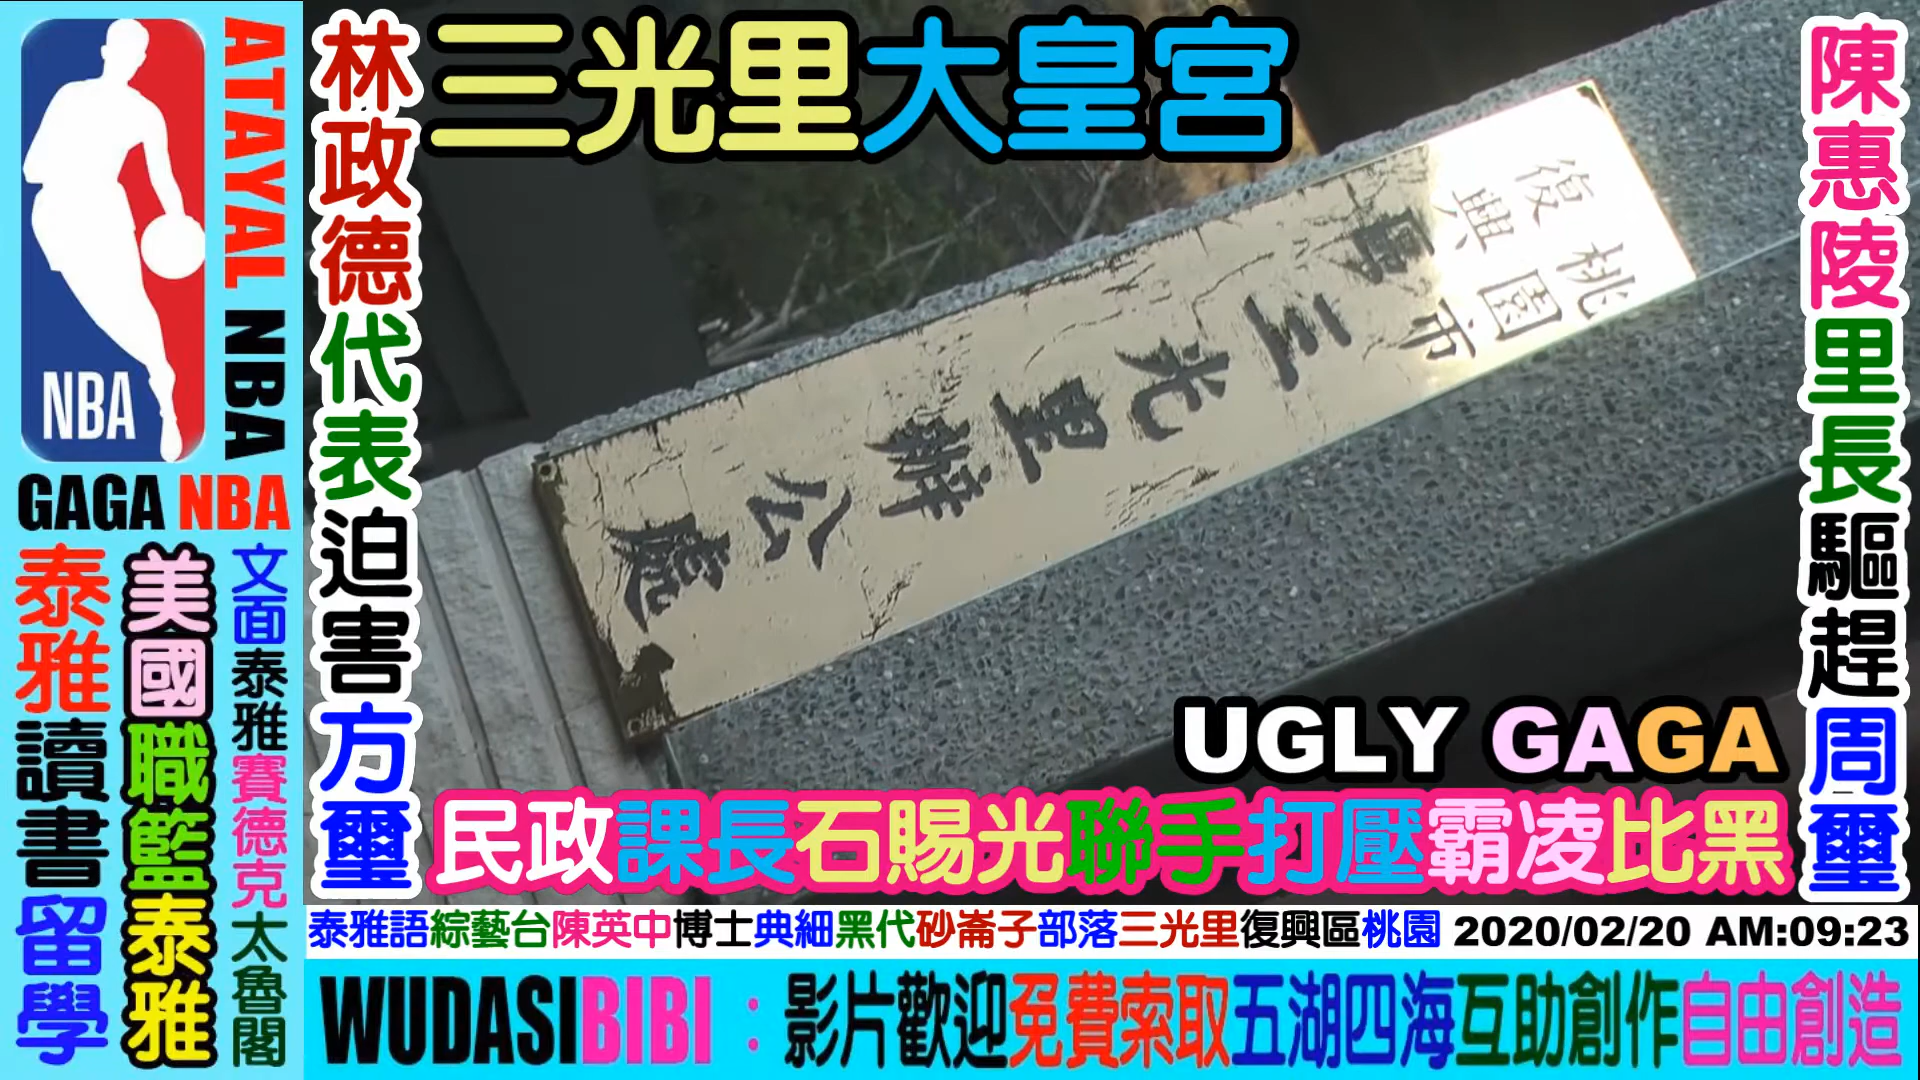 NBA
ATAYAL NBA
GAGA NBA
泰雅讀書留學
美國職籃泰雅
文面泰雅賽德克太魯閣
林政德代表迫害方璽
三光里大皇宮
桃園市
復興區
三光里辦公處
陳惠陵里長驅趕周璽
UGLY GAGA
民政課長石賜光聯手打壓霸凌比黑
泰雅語綜藝台陳英中博士典細黑代砂崙子部落三光里復興區桃園 2020/02/20 AM:09:23
WUDASIBIBI：影片歡迎免費索取五湖四海互助創作自由創造